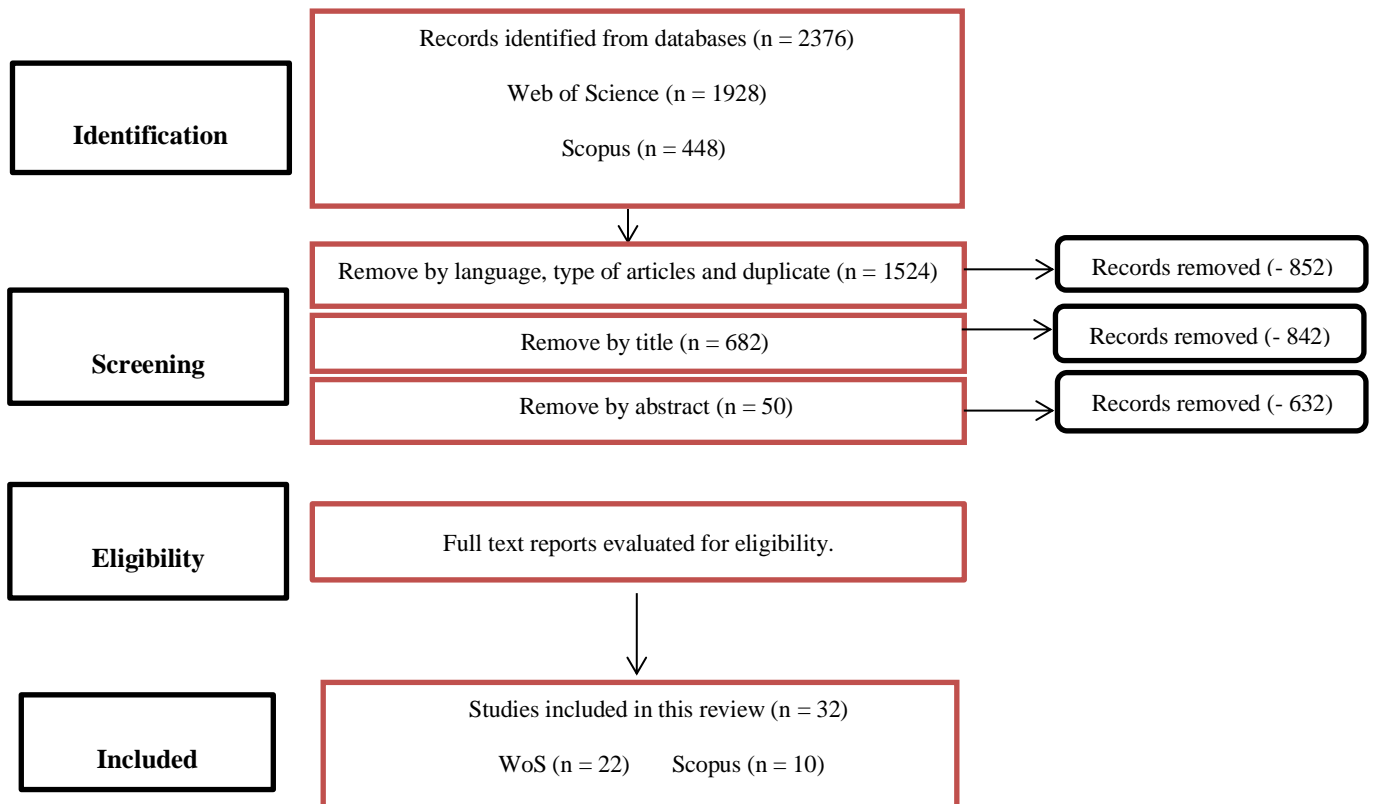 Records identified from databases (n = 2376)
Web of Science (n = 1928)
Scopus (n = 448)
Identification
Remove by language, type of articles and duplicate (n = 1524)
Records removed (- 852)
Remove by title (n = 682)
Records removed (- 842)
Screening
Remove by abstract (n = 50)
Records removed (- 632)
Full text reports evaluated for eligibility.
Eligibility
Studies included in this review (n = 32)
WoS (n = 22) Scopus (n = 10)
Included